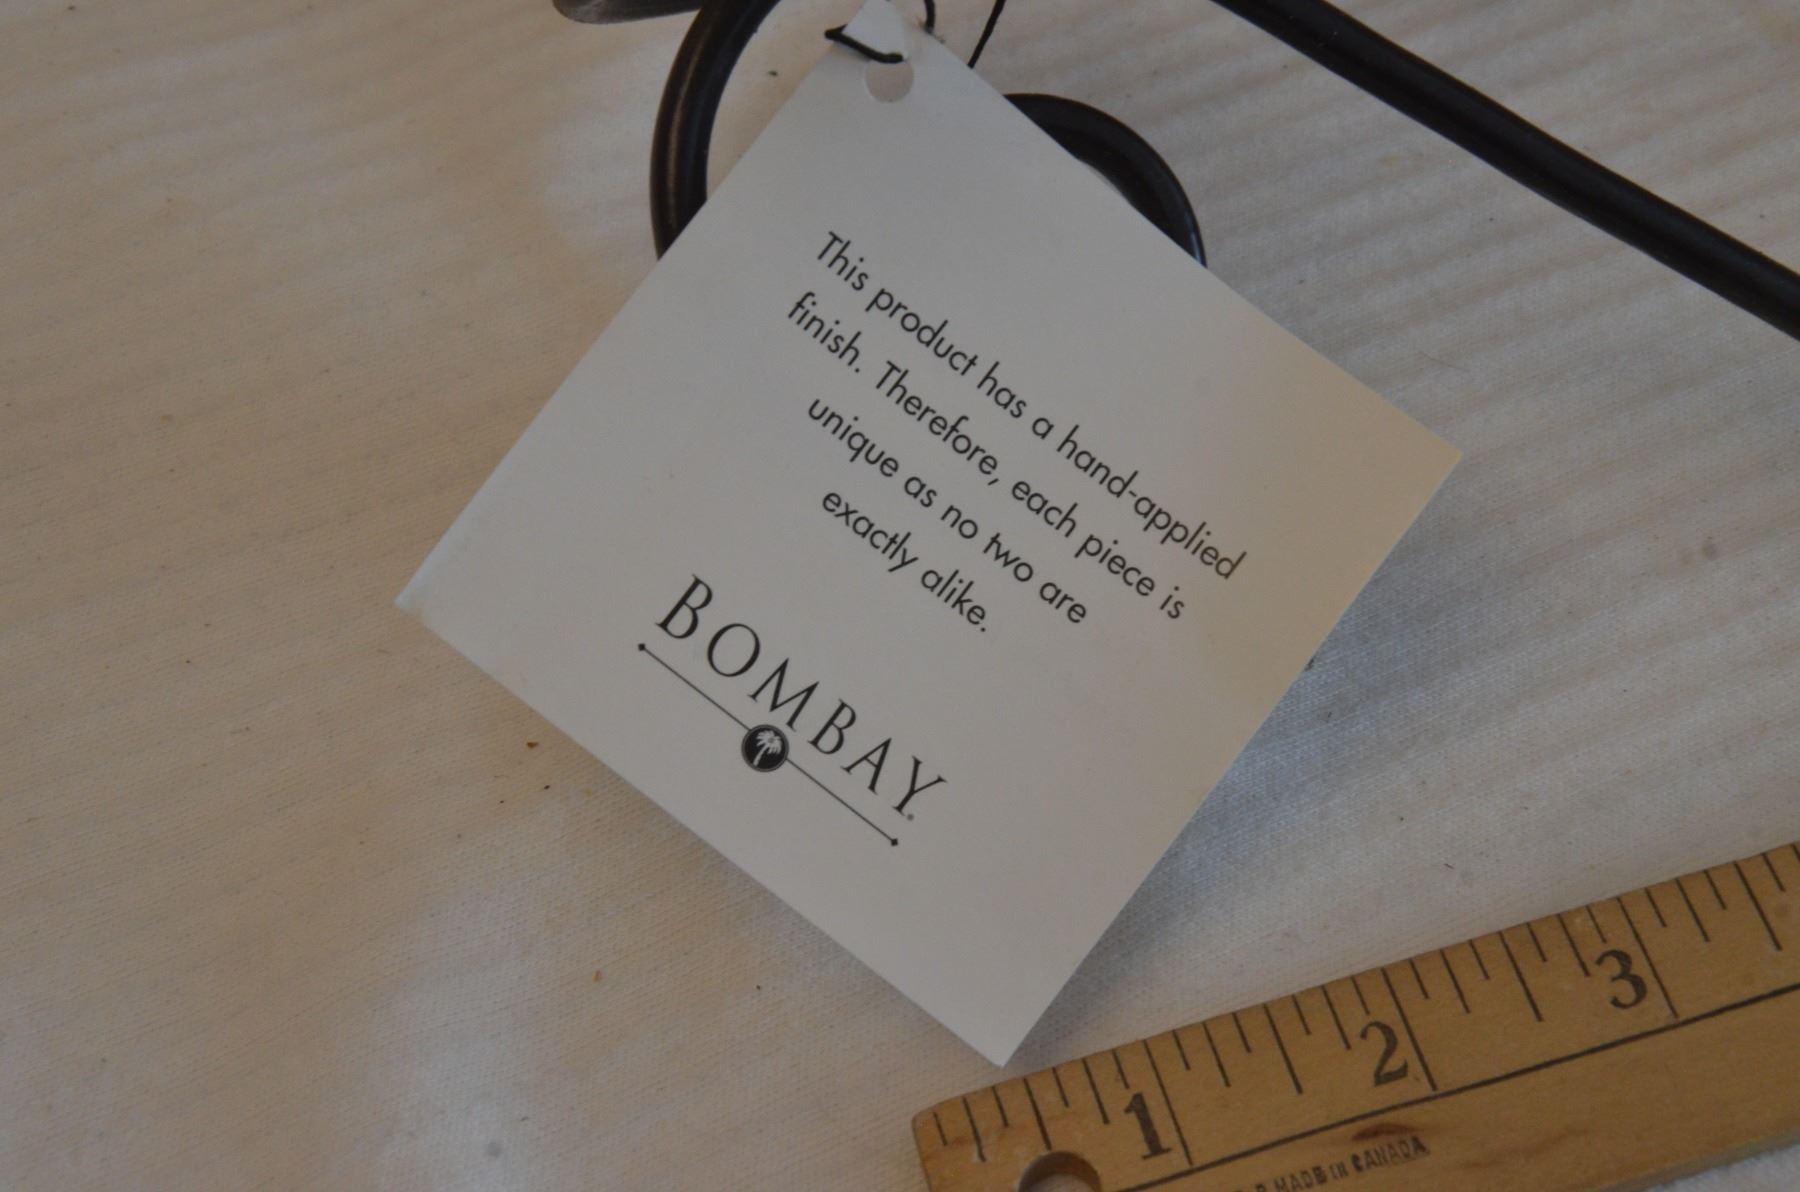 This product has a hand-applied
finish. Therefore, each piece is
unique as no two are
exactly alike.
BOMBAY
1 2 3
MADE IN CANADA